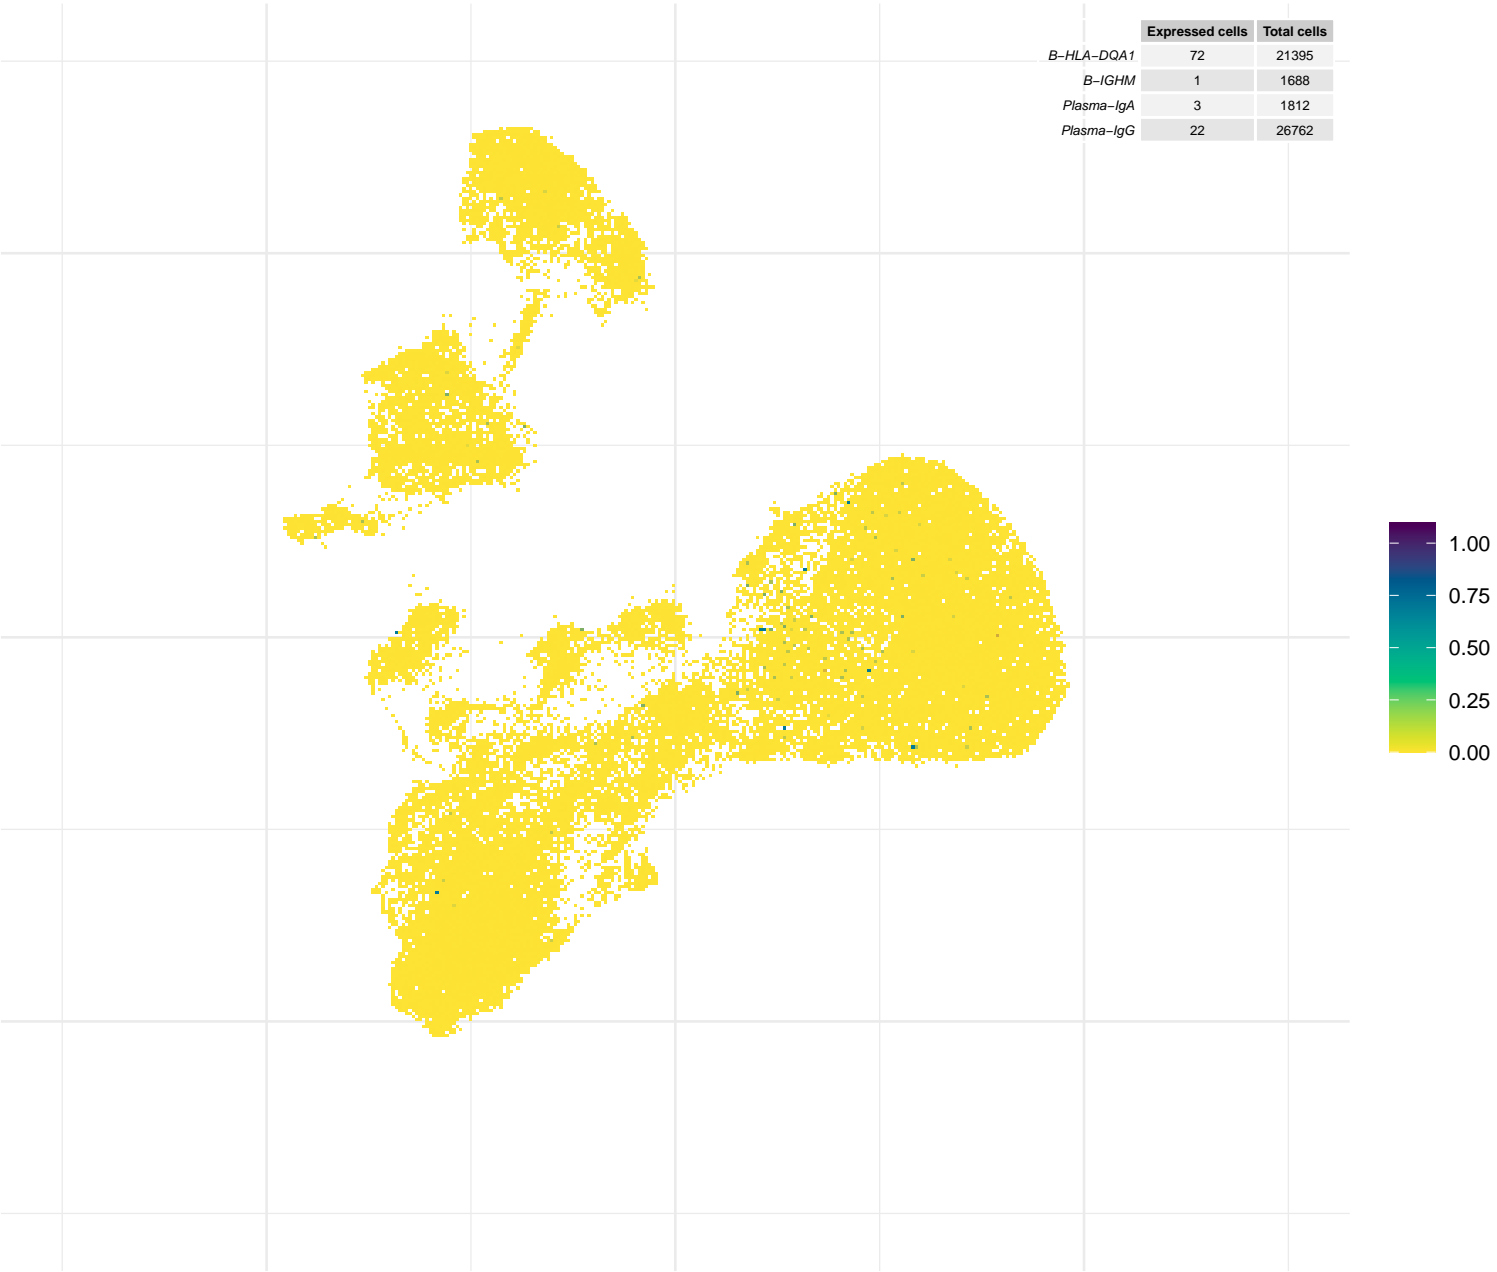 Expressed cells Total cells
B−HLA−DQA1 72 21395
B−IGHM 1 1688
Plasma−IgA 3 1812
Plasma−IgG 22 26762
1.00
0.75
0.50
0.25
0.00